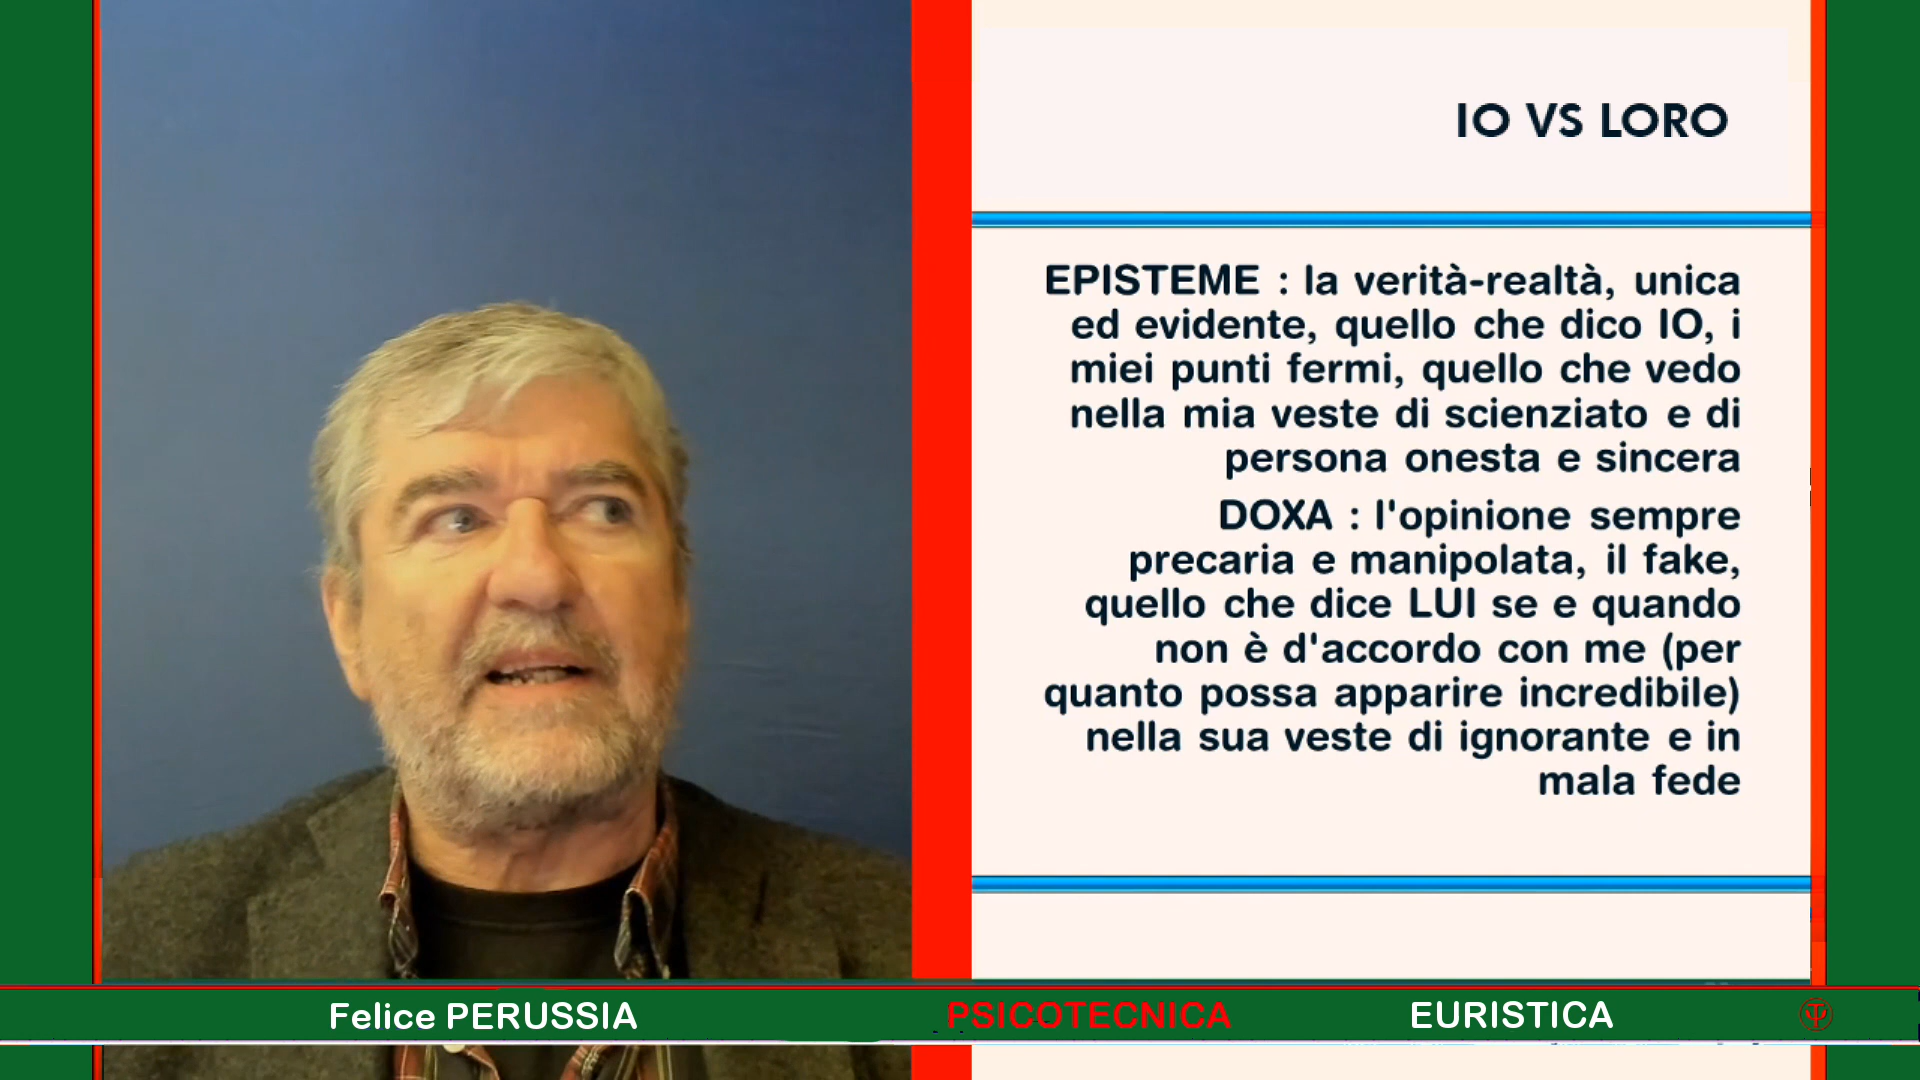 IO VS LORO
EPISTEME : la verità-realtà, unica
ed evidente, quello che dico IO, i
miei punti fermi, quello che vedo
nella mia veste di scienziato e di
persona onesta e sincera
DOXA : l'opinione sempre
precaria e manipolata, il fake,
quello che dice LUI se e quando
non è d'accordo con me (per
quanto possa apparire incredibile)
nella sua veste di ignorante e in
mala fede
Felice PERUSSIA PSICOTECNICA EURISTICA